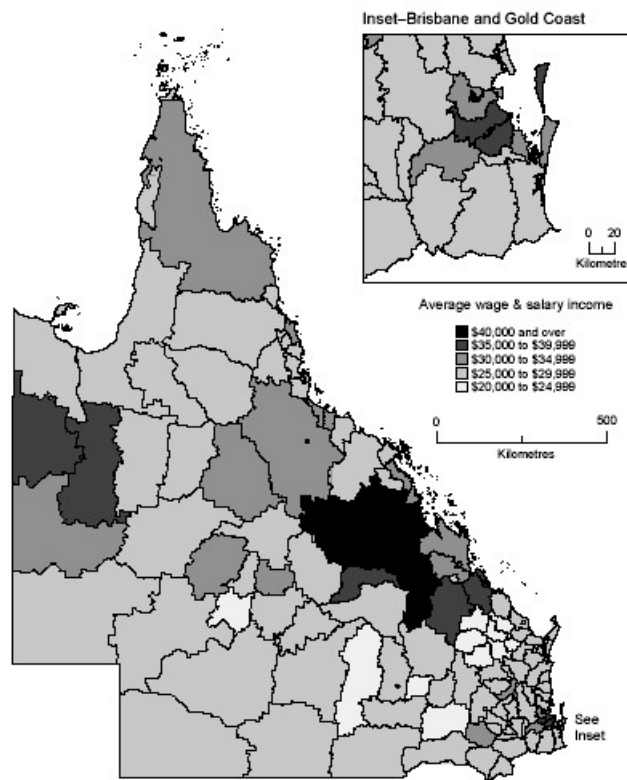 Inset–Brisbane and Gold Coast
0 20
Kilometres
Average wage & salary income
$40,000 and over
$35,000 to $39,999
$30,000 to $34,999
$25,000 to $29,999
$20,000 to $24,999
0 500
Kilometres
See
Inset